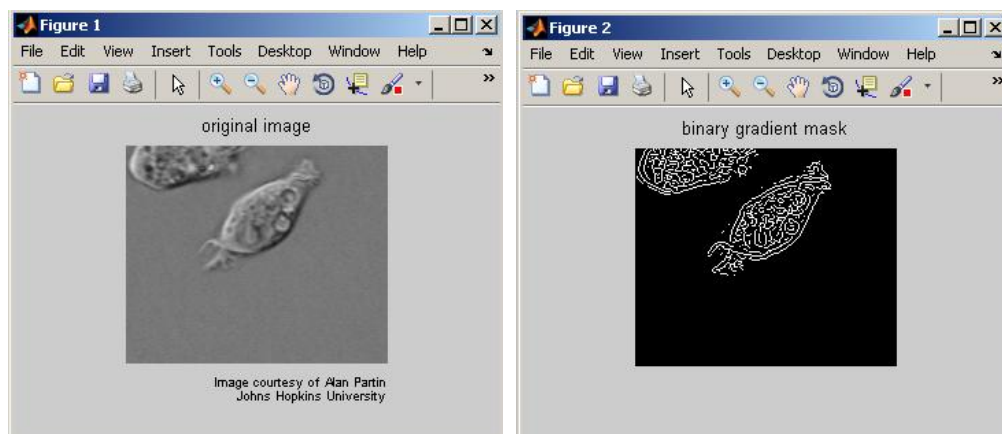 Figure 1
File Edit View Insert Tools Desktop Window Help
original image
Image courtesy of Alan Partin
Johns Hopkins University
Figure 2
File Edit View Insert Tools Desktop Window Help
binary gradient mask